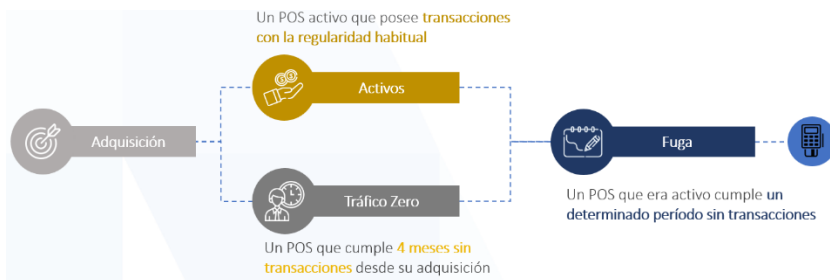 Un POS activo que posee transacciones
con la regularidad habitual
Activos
Adquisición
Fuga
Tráfico Zero
Un POS que era activo cumple un
determinado período sin transacciones
Un POS que cumple 4 meses sin
transacciones desde su adquisición